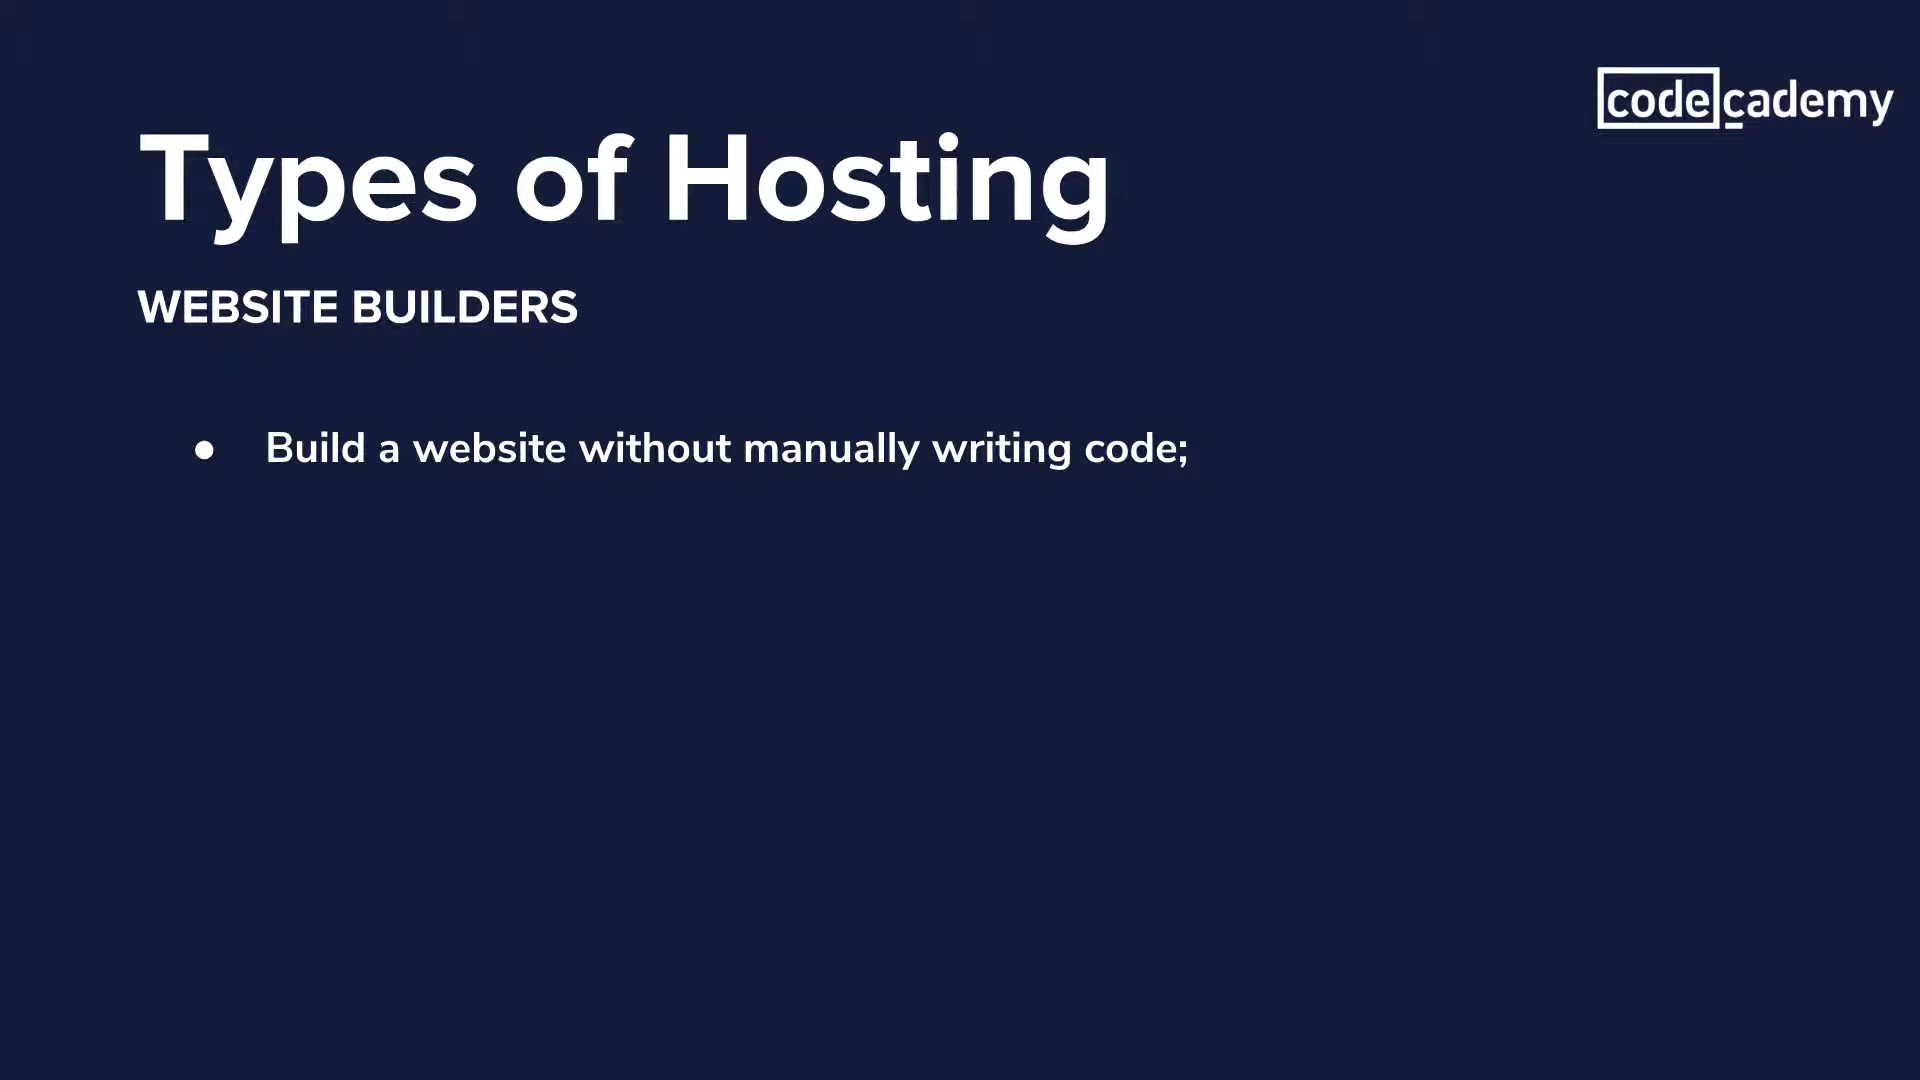 codecademy
Types of Hosting
WEBSITE BUILDERS
● Build a website without manually writing code;